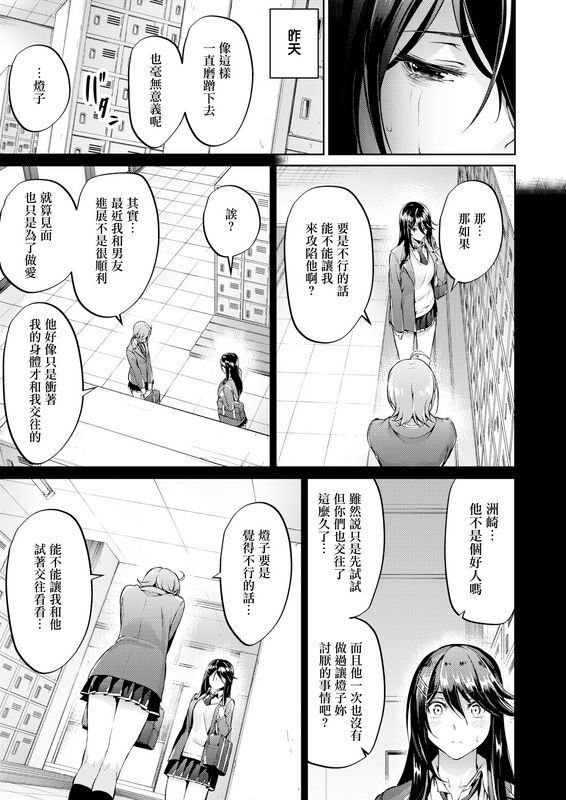 昨天
像這樣
一直磨蹭下去
也毫無意義呢
…燈子
那…
那如果
要是不行的話
能不能讓我
來攻陷他啊?
誒?
其實…
最近我和男友
進展不是很順利
就算見面
也只是為了做愛
他好像只是衝著
我的身體才和我交往的
洲崎…
他不是個好人嗎
雖然説只是先試試
但你們也交往了
這麼久了…
而且他一次也沒有
做過讓燈子妳
討厭的事情吧?
燈子要是
覺得不行的話…
能不能讓我和他
試著交往看看…